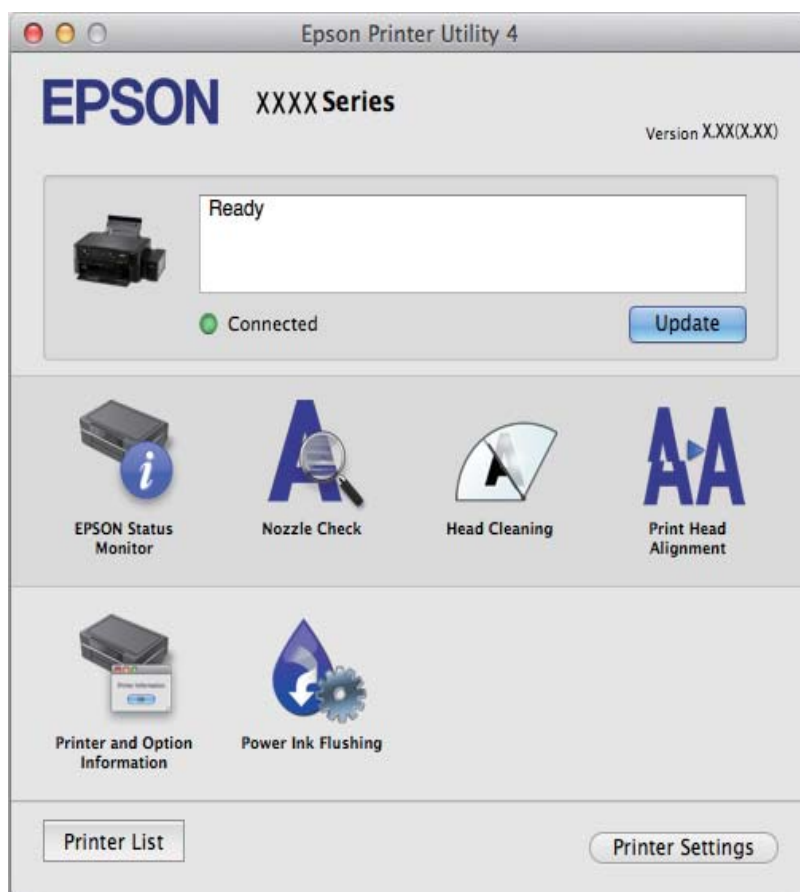 Epson Printer Utility 4
EPSON XXXX Series
Version X.XX(X.XX)
Ready
Connected
Update
EPSON Status
Monitor
Nozzle Check
Head Cleaning
Print Head
Alignment
Printer and Option
Information
Power Ink Flushing
Printer List
Printer Settings